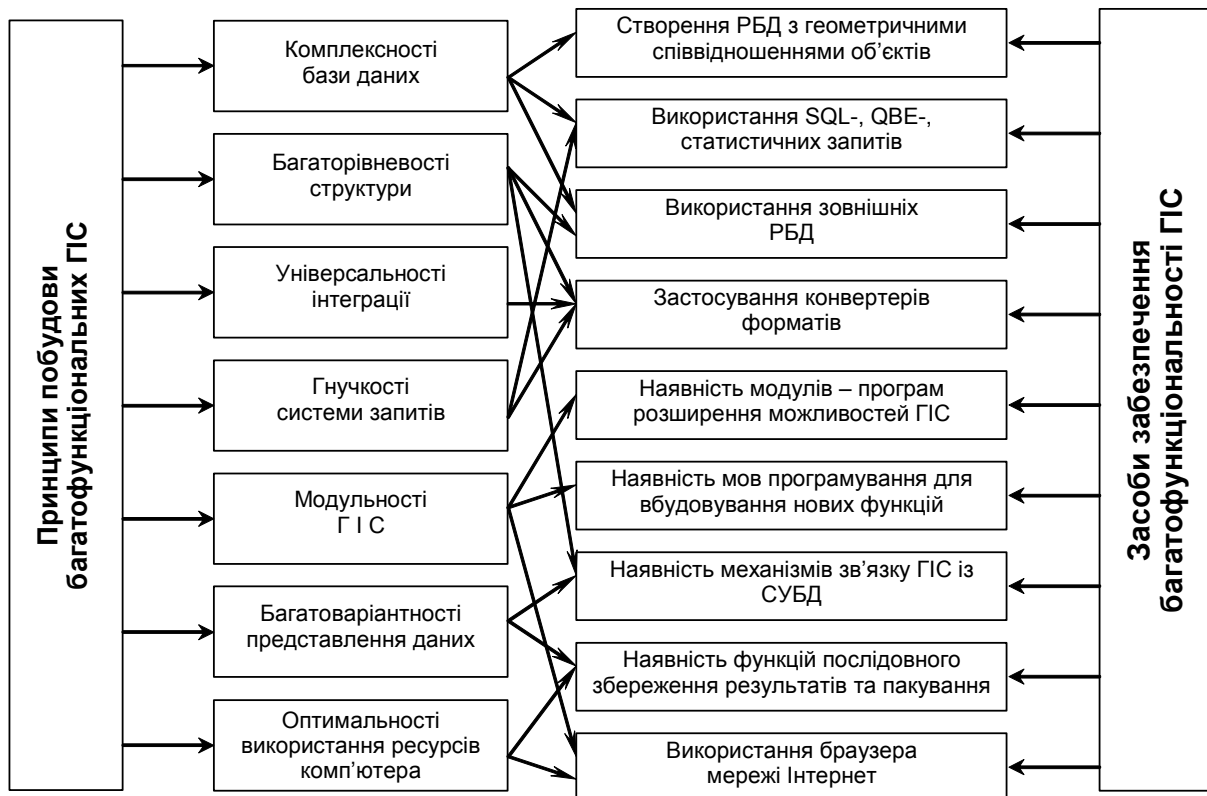 Принципи побудови
багатофункціональних ГІС
Комплексності
бази даних
Багаторівневості
структури
Універсальності
інтеграції
Гнучкості
системи запитів
Модульності
Г І С
Багатоваріантності
представлення даних
Оптимальності
використання ресурсів
комп’ютера
Створення РБД з геометричними
співвідношеннями об’єктів
Використання SQL-, QBE-,
статистичних запитів
Використання зовнішніх
РБД
Застосування конвертерів
форматів
Наявність модулів – програм
розширення можливостей ГІС
Наявність мов програмування для
вбудовування нових функцій
Наявність механізмів зв’язку ГІС із
СУБД
Наявність функцій послідовного
збереження результатів та пакування
Використання браузера
мережі Інтернет
Засоби забезпечення
багатофункціональності ГІС